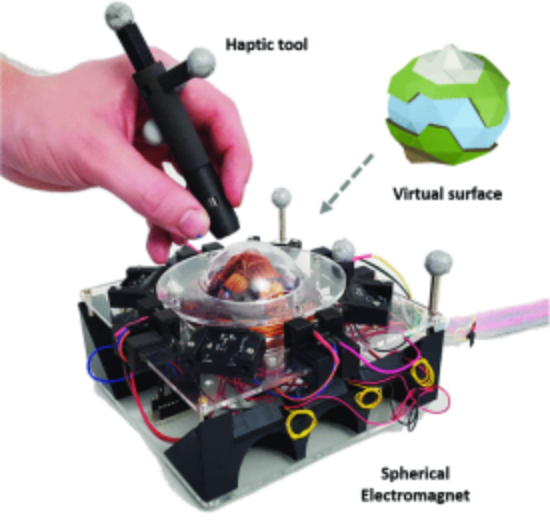 Haptic tool
Virtual surface
Spherical
Electromagnet